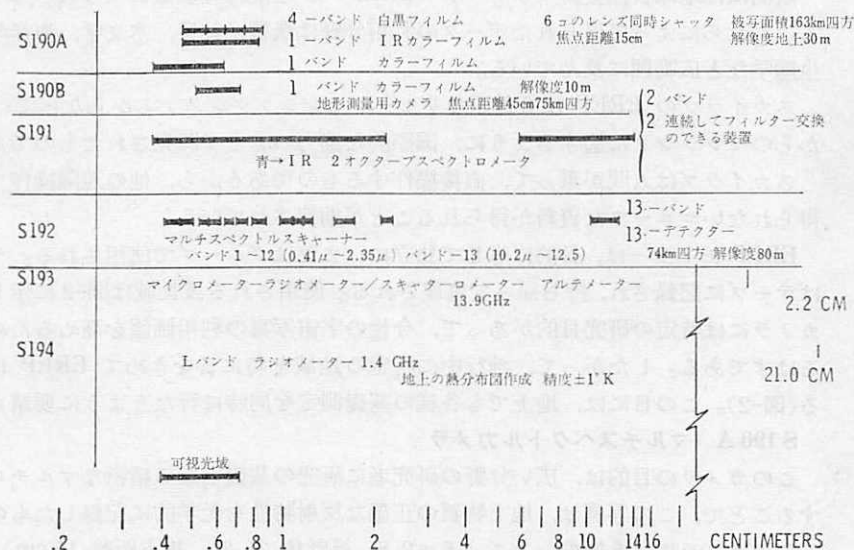 S190A
4 ーバンド 白黒フィルム
1 ーバンド IRカラーフィルム
1 バンド カラーフィルム
6 コのレンズ同時シャッタ 被写面積163km四方
焦点距離15cm 解像度地上30m
S190B
1 バンド カラーフィルム 解像度10m
地形測量用カメラ 焦点距離45cm75km四方
S191
2 バンド
2 連続してフィルター交換
のできる装置
青→IR 2オクターブスペクトロメータ
S192
マルチスペクトルスキャーナー
バンド1-12 (0.41μ~2.35μ) バンド-13 (10.2μ~12.5)
13-バンド
13-デテクター
74km四方 解像度80m
S193
マイクロメーターラジオメーター/スキャタロメーター アルテメーター
13.9GHz
2.2 CM
S194
Lバンド ラジオメーター 1.4 GHz
地上の熱分布図作成 精度±1°K
21.0 CM
可視光域
.2 .4 .6 .8 1 2 4 6 8 10 1416 CENTIMETERS